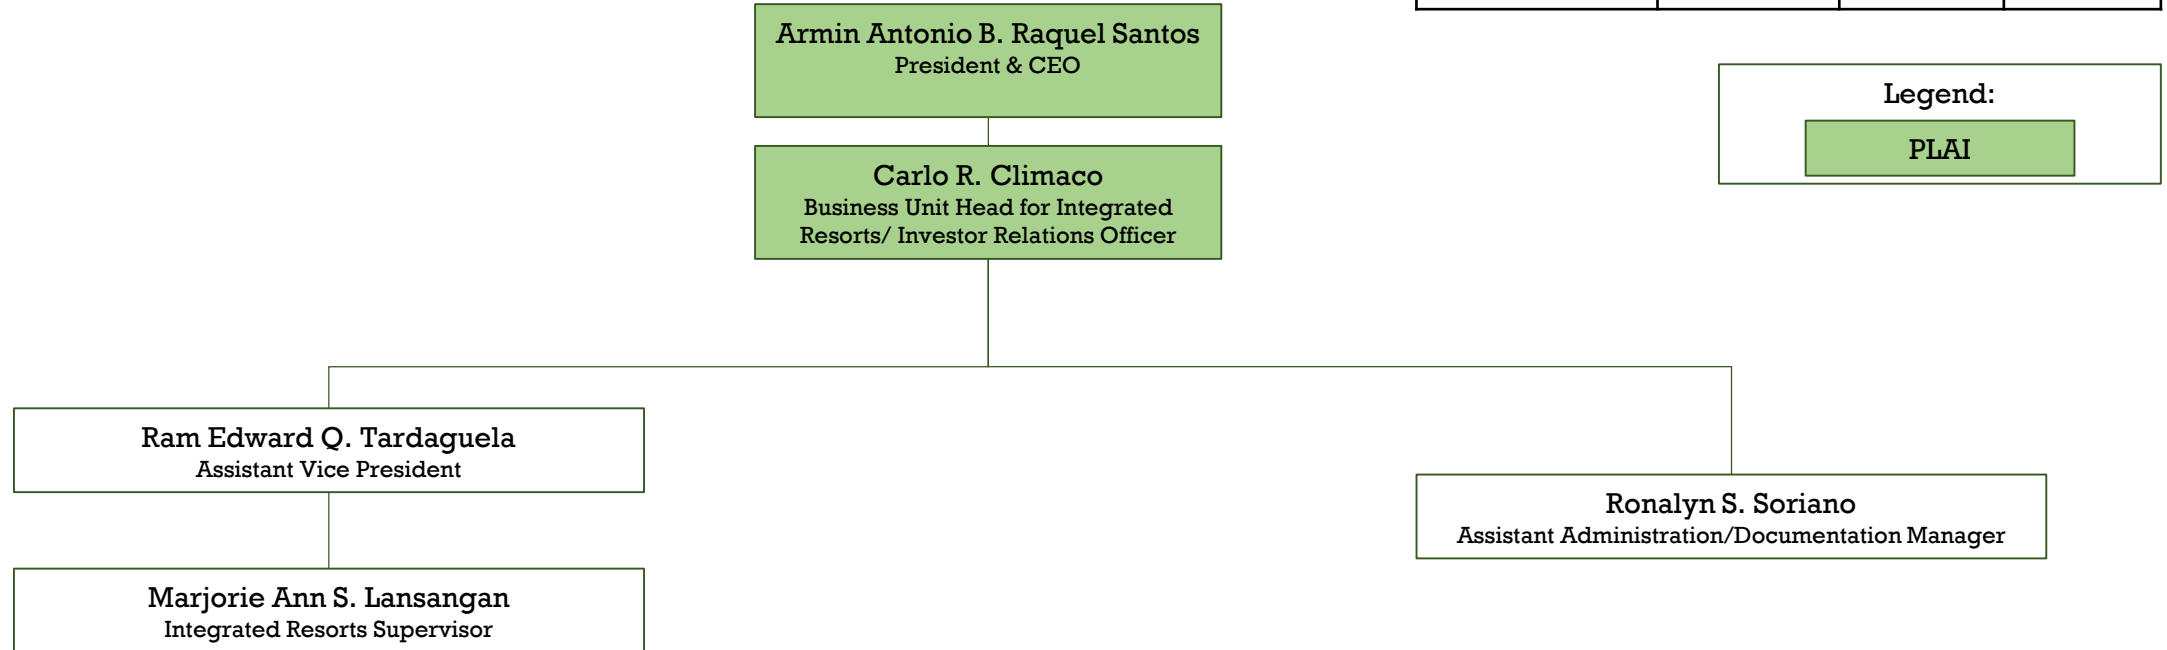 Armin Antonio B. Raquel Santos
President & CEO
Legend:
PLAI
Carlo R. Climaco
Business Unit Head for Integrated
Resorts/ Investor Relations Officer
Ram Edward Q. Tardaguela
Assistant Vice President
Ronalyn S. Soriano
Assistant Administration/Documentation Manager
Marjorie Ann S. Lansangan
Integrated Resorts Supervisor